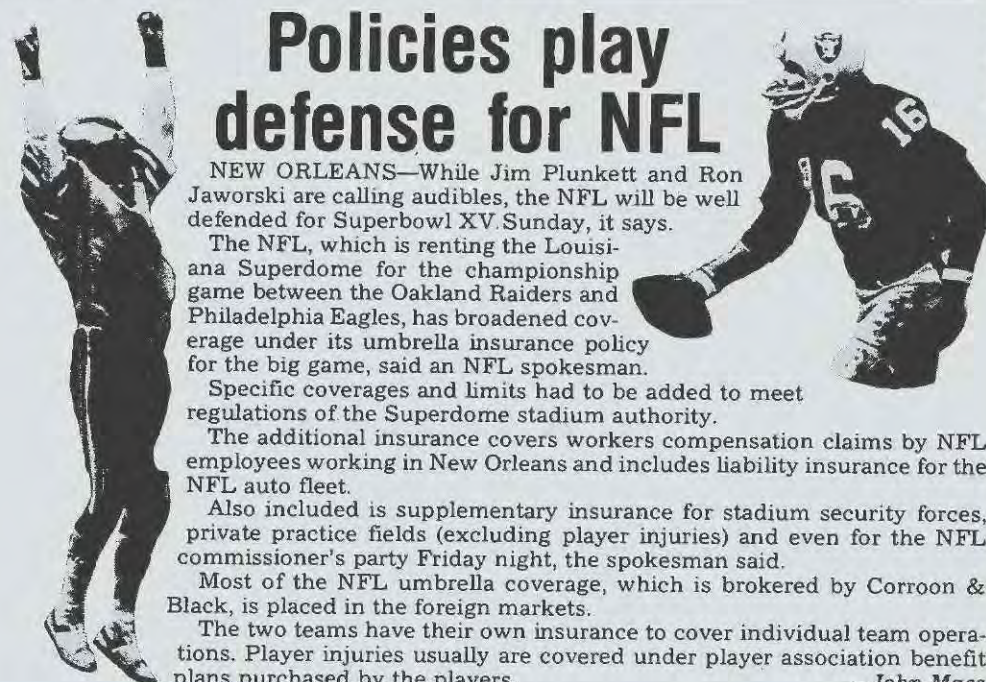 Policies play
defense for NFL
NEW ORLEANS—While Jim Plunkett and Ron
Jaworski are calling audibles, the NFL will be well
defended for Superbowl XV Sunday, it says.
The NFL, which is renting the Louisi-
ana Superdome for the championship
game between the Oakland Raiders and
Philadelphia Eagles, has broadened cov-
erage under its umbrella insurance policy
for the big game, said an NFL spokesman.
Specific coverages and limits had to be added to meet
regulations of the Superdome stadium authority.
The additional insurance covers workers compensation claims by NFL
employees working in New Orleans and includes liability insurance for the
NFL auto fleet.
Also included is supplementary insurance for stadium security forces,
private practice fields (excluding player injuries) and even for the NFL
commissioner's party Friday night, the spokesman said.
Most of the NFL umbrella coverage, which is brokered by Corroon &
Black, is placed in the foreign markets.
The two teams have their own insurance to cover individual team opera-
tions. Player injuries usually are covered under player association benefit
plans purchased by the players. John
16
16